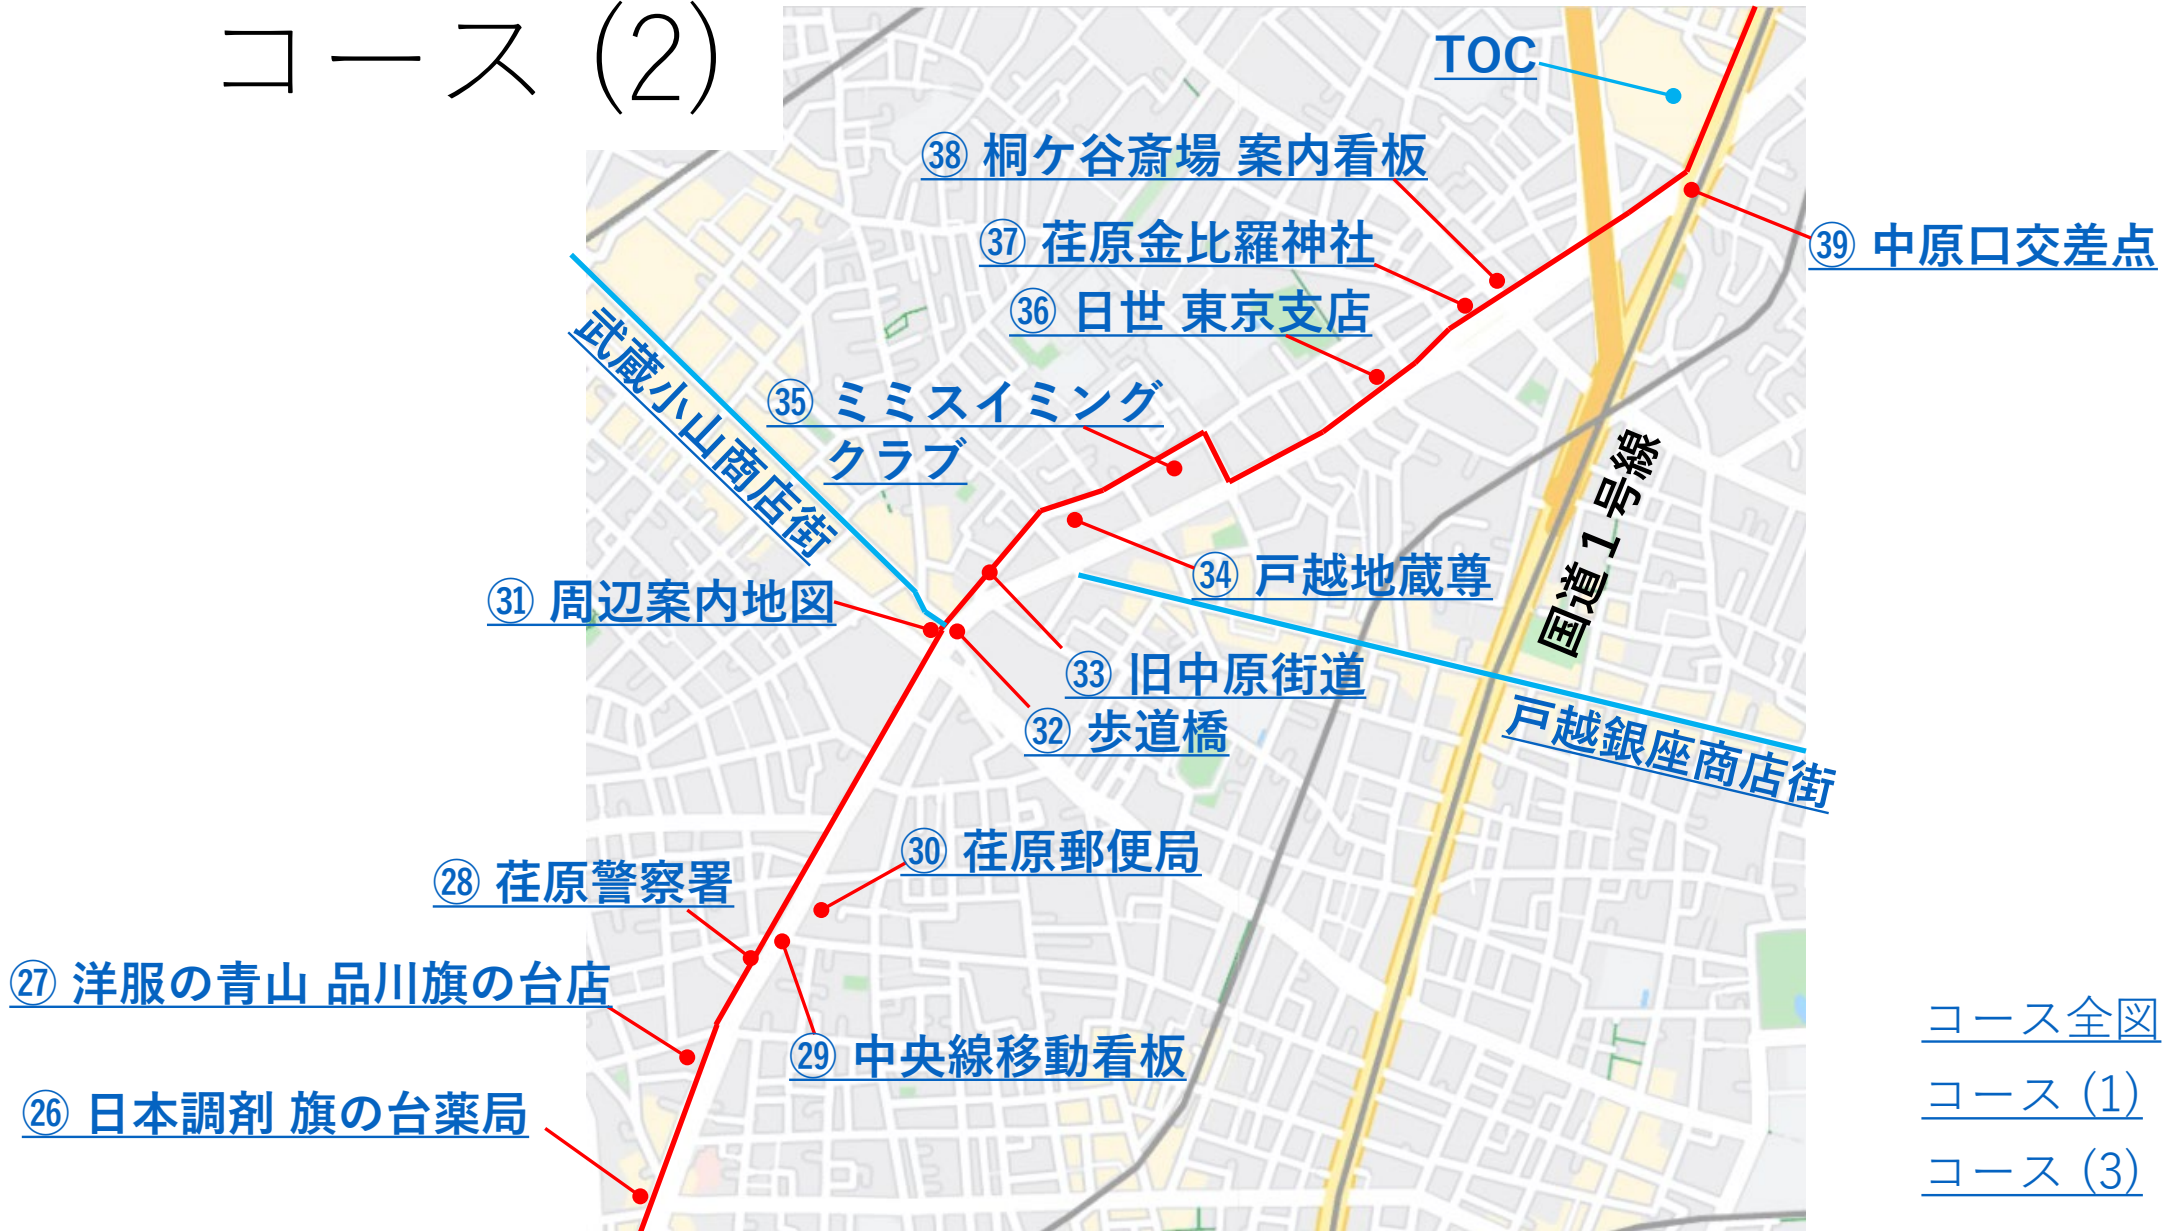 コース (2)
TOC
㊳ 桐ケ谷斎場 案内看板
㊲ 荏原金比羅神社
㊴ 中原口交差点
㊱ 日世 東京支店
武蔵小山商店街
㉟ ミミスイミング
クラブ
国道１号線
㉞ 戸越地蔵尊
㉛ 周辺案内地図
㉝ 旧中原街道
㉜ 歩道橋
戸越銀座商店街
㉚ 荏原郵便局
㉘ 荏原警察署
㉗ 洋服の青山 品川旗の台店
㉙ 中央線移動看板
㉖ 日本調剤 旗の台薬局
コース全図
コース (1)
コース (3)